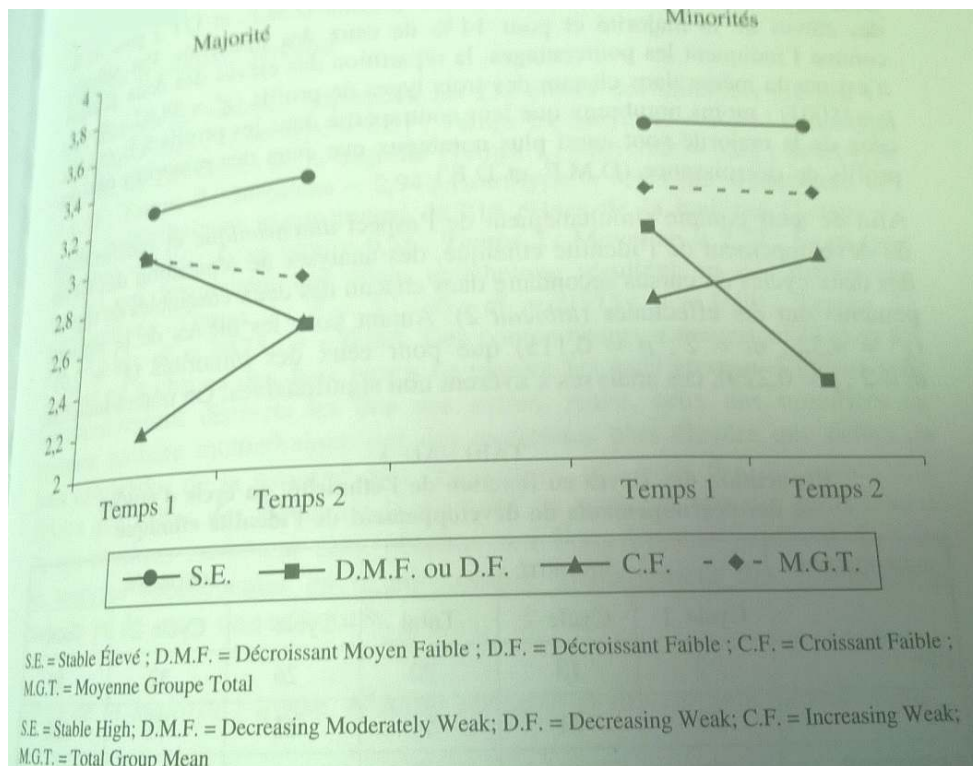 Majorité
Minorités
4
3,8
3,6
3,4
3,2
3
2,8
2,6
2,4
2,2
2
Temps 1
Temps 2
Temps 1
Temps 2
S.E.
D.M.F. ou D.F.
C.F.
M.G.T.
S.E. = Stable Élevé ; D.M.F. = Décroissant Moyen Faible ; D.F. = Décroissant Faible ; C.F. = Croissant Faible ;
M.G.T. = Moyenne Groupe Total
S.E. = Stable High; D.M.F. = Decreasing Moderately Weak; D.F. = Decreasing Weak; C.F. = Increasing Weak;
M.G.T. = Total Group Mean